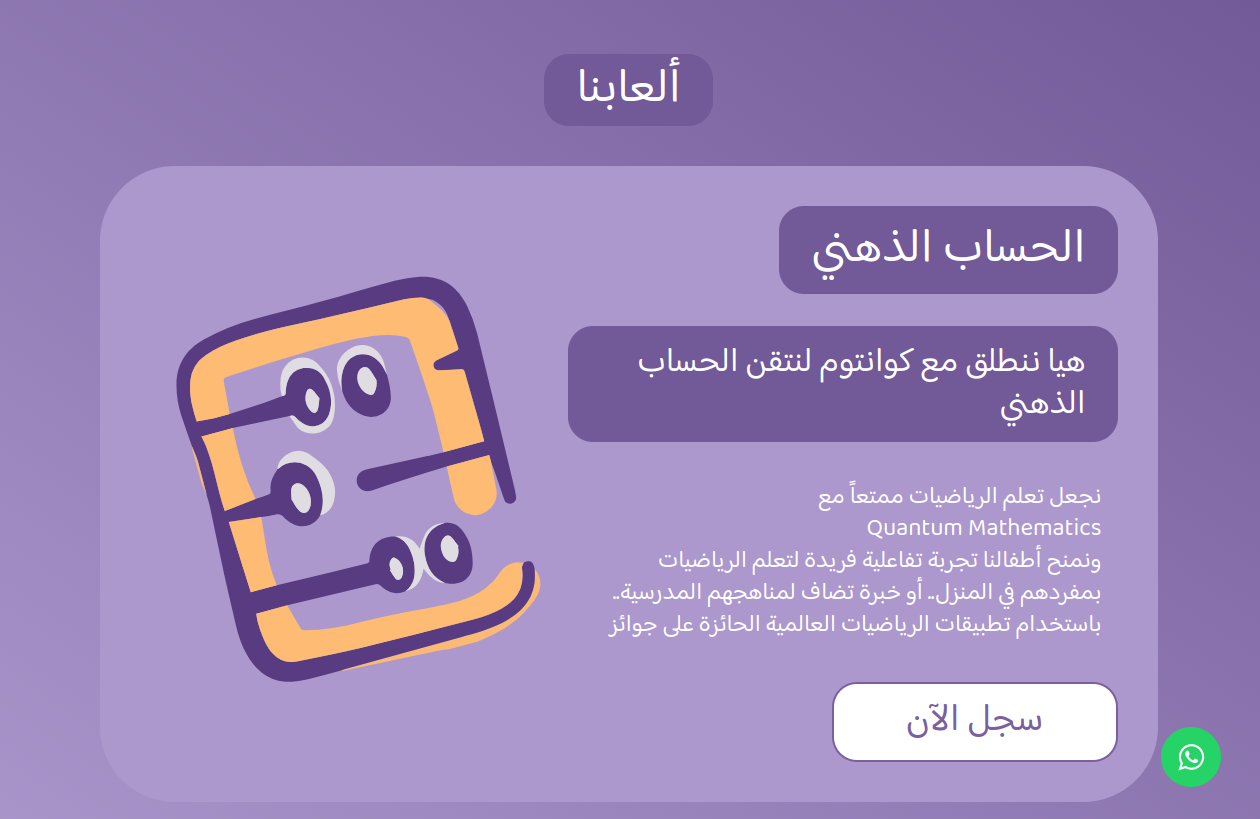 ألعابنا
الحساب الذهني
هيا ننطلق مع كوانتوم لنتقن الحساب
الذهني
نجعل تعلم الرياضيات ممتعاً مع
Quantum Mathematics
ونمنح أطفالنا تجربة تفاعلية فريدة لتعلم الرياضيات
بمفردهم في المنزل.. أو خبرة تضاف لمناهجهم المدرسية..
باستخدام تطبيقات الرياضيات العالمية الحائزة على جوائز
سجل الآن